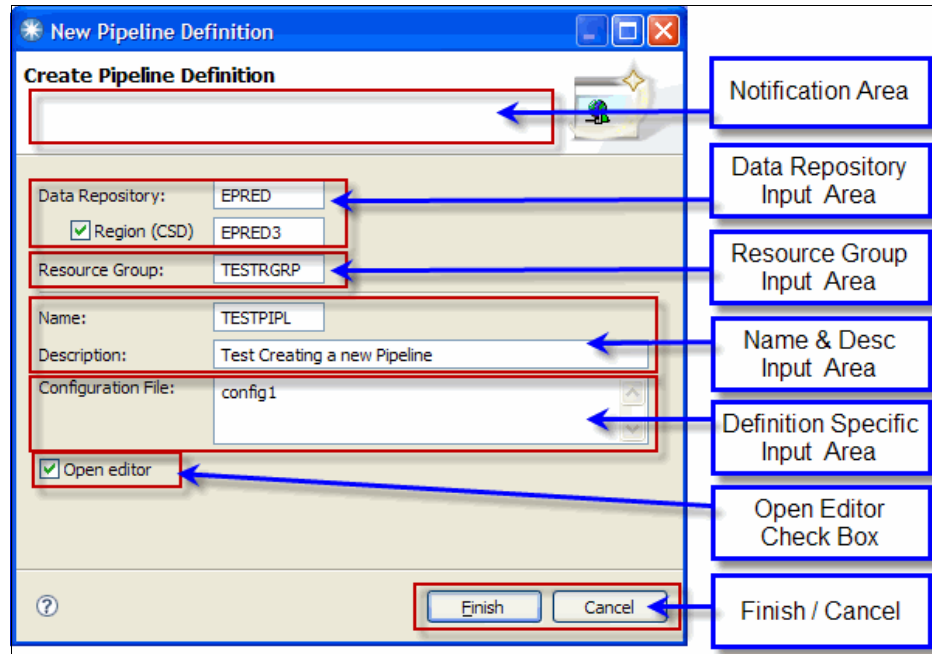 New Pipeline Definition
Create Pipeline Definition
Notification Area
Data Repository: EPRED
Data Repository
Input Area
Region (CSD) EPRED3
Resource Group: TESTRGRP
Resource Group
Input Area
Name: TESTPIPL
Name & Desc
Input Area
Description: Test Creating a new Pipeline
Configuration File: config1
Definition Specific
Input Area
Open editor
Open Editor
Check Box
? Finish Cancel
Finish / Cancel